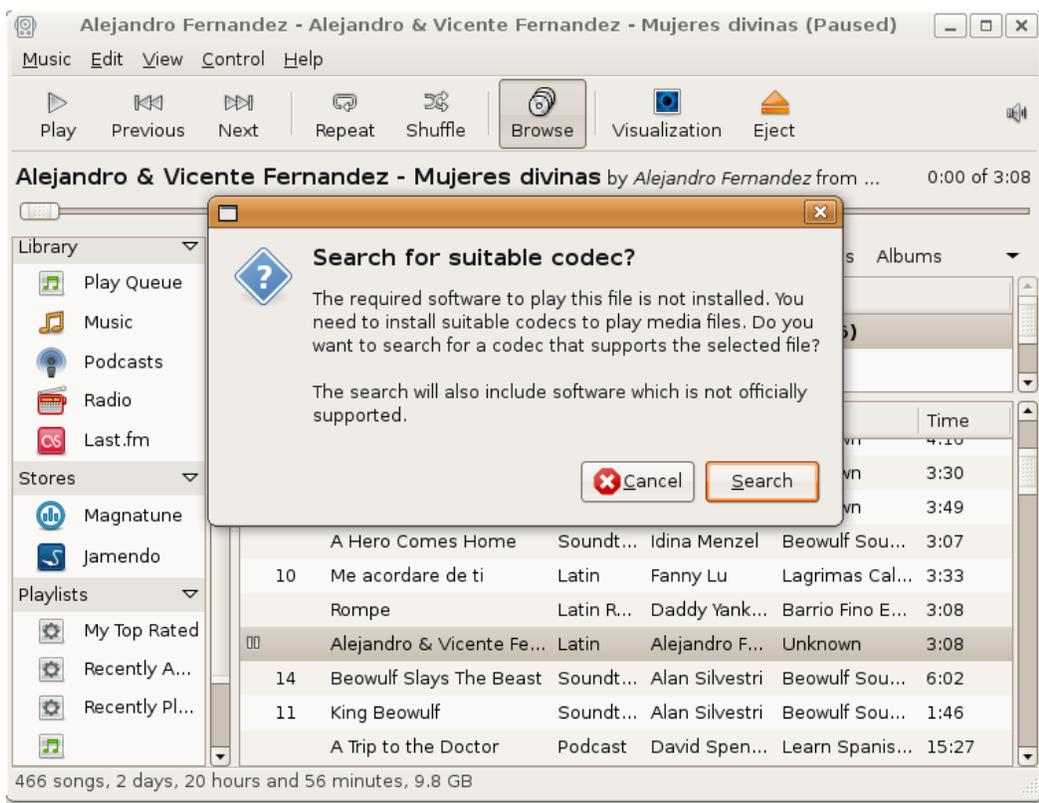 Alejandro Fernandez - Alejandro & Vicente Fernandez - Mujeres divinas (Paused)
Music Edit View Control Help
Play Previous Next Repeat Shuffle Browse Visualization Eject
Alejandro & Vicente Fernandez - Mujeres divinas by Alejandro Fernandez from ... 0:00 of 3:08
Library
Play Queue
Music
Podcasts
Radio
Last.fm
Stores
Magnatune
Jamendo
Playlists
My Top Rated
Recently A...
Recently Pl...
Search for suitable codec?
The required software to play this file is not installed. You
need to install suitable codecs to play media files. Do you
want to search for a codec that supports the selected file?
The search will also include software which is not officially
supported.
Cancel Search
s Albums
Time
3:30
3:49
A Hero Comes Home Soundt... Idina Menzel Beowulf Sou... 3:07
10 Me acordare de ti Latin Fanny Lu Lagrimas Cal... 3:33
Rompe Latin R... Daddy Yank... Barrio Fino E... 3:08
Alejandro & Vicente Fe... Latin Alejandro F... Unknown 3:08
14 Beowulf Slays The Beast Soundt... Alan Silvestri Beowulf Sou... 6:02
11 King Beowulf Soundt... Alan Silvestri Beowulf Sou... 1:46
A Trip to the Doctor Podcast David Spen... Learn Spanis... 15:27
466 songs, 2 days, 20 hours and 56 minutes, 9.8 GB